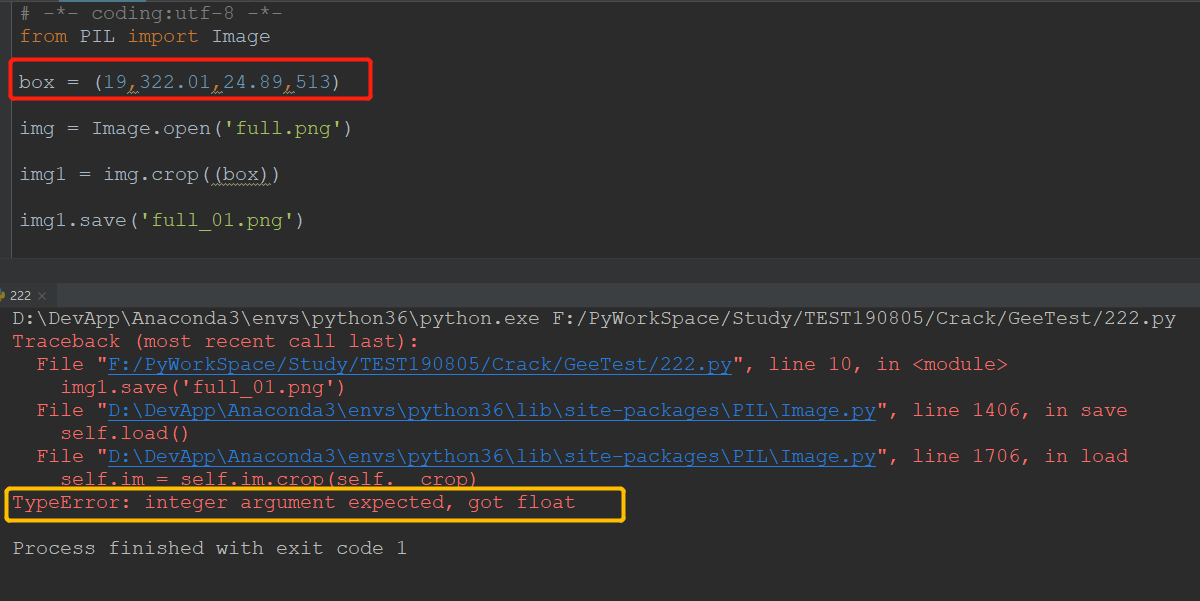 # -*- coding:utf-8 -*-
from PIL import Image
box = (19,322.01,24.89,513)
img = Image.open('full.png')
img1 = img.crop((box))
img1.save('full_01.png')
222 ×
D:\DevApp\Anaconda3\envs\python36\python.exe F:/PyWorkSpace/Study/TEST190805/Crack/GeeTest/222.py
Traceback (most recent call last):
  File "F:/PyWorkSpace/Study/TEST190805/Crack/GeeTest/222.py", line 10, in <module>
    img1.save('full_01.png')
  File "D:\DevApp\Anaconda3\envs\python36\lib\site-packages\PIL\Image.py", line 1406, in save
    self.load()
  File "D:\DevApp\Anaconda3\envs\python36\lib\site-packages\PIL\Image.py", line 1706, in load
    self.im = self.im.crop(self.__crop)
TypeError: integer argument expected, got float
Process finished with exit code 1